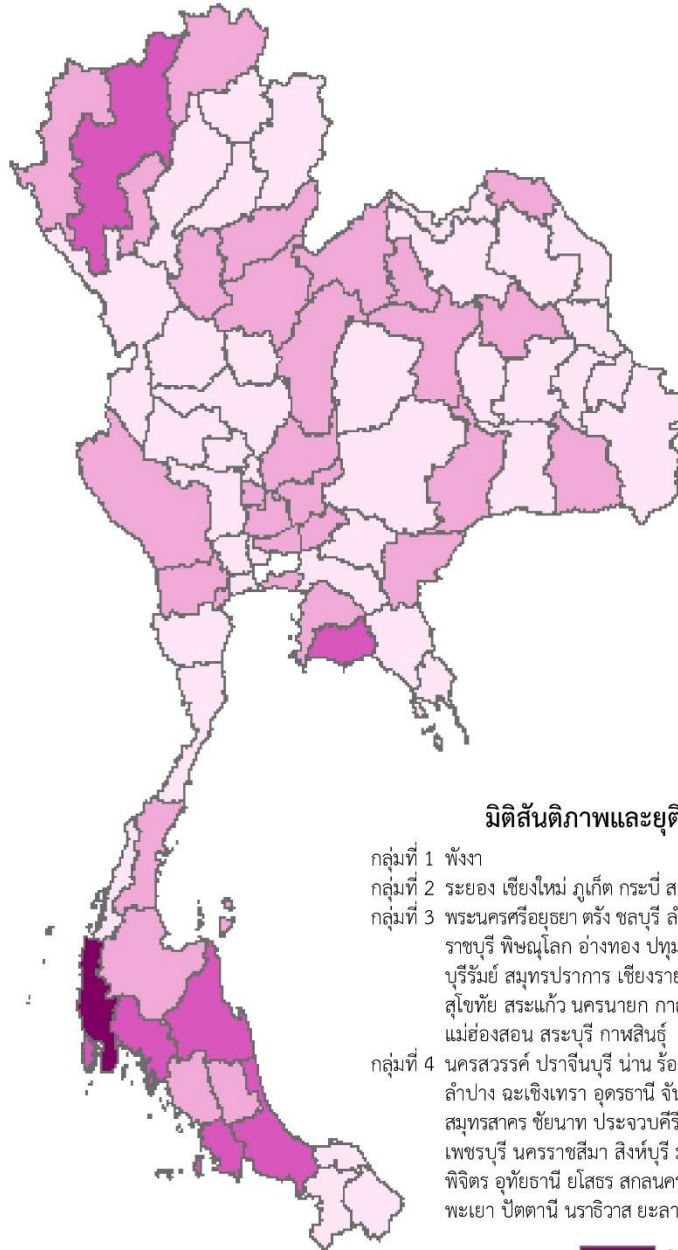 มิติสันติภาพและยุติ
กลุ่มที่ 1 พังงา
กลุ่มที่ 2 ระยอง เชียงใหม่ ภูเก็ต กระบี่ ส
กลุ่มที่ 3 พระนครศรีอยุธยา ตรัง ชลบุรี ลำ
ราชบุรี พิษณุโลก อ่างทอง ปทุม
บุรีรัมย์ สมุทรปราการ เชียงราย
สุโขทัย สระแก้ว นครนายก กาญ
แม่ฮ่องสอน สระบุรี กาฬสินธุ์
กลุ่มที่ 4 นครสวรรค์ ปราจีนบุรี น่าน ร้อ
ลำปาง ฉะเชิงเทรา อุดรธานี จัน
สมุทรสาคร ชัยนาท ประจวบคีรี
เพชรบุรี นครราชสีมา สิงห์บุรี
พิจิตร อุทัยธานี ยโสธร สกลนคร
พะเยา ปัตตานี นราธิวาส ยะลา